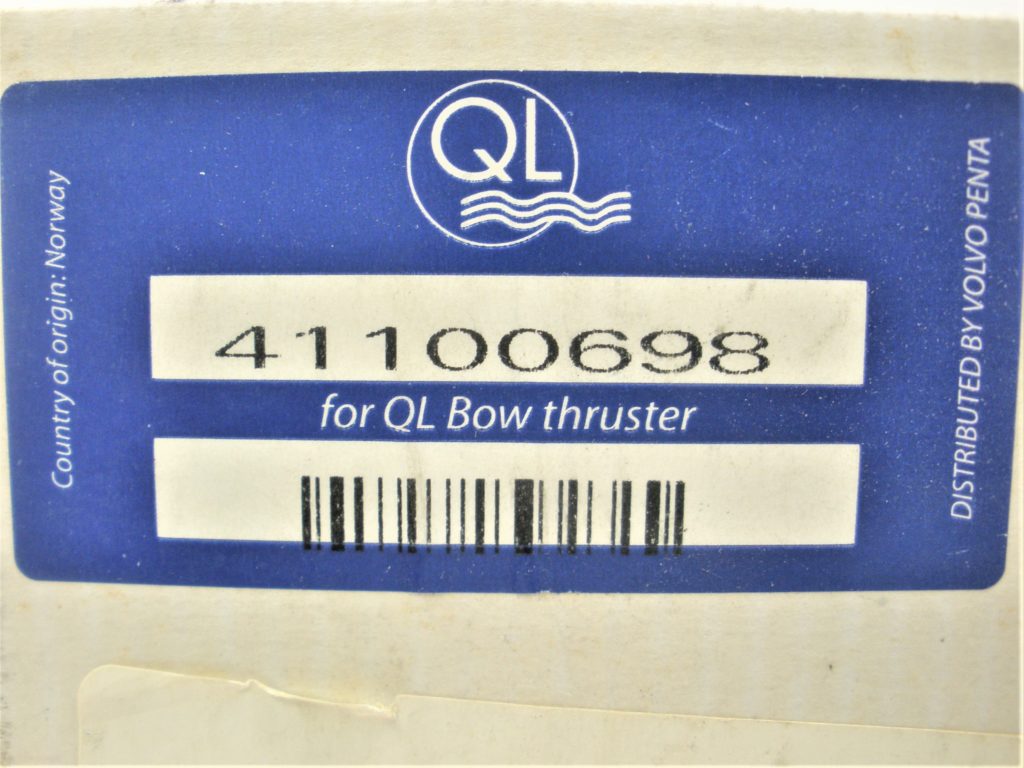 QL
Country of origin: Norway
41100698
for QL Bow thruster
DISTRIBUTED BY VOLVO PENTA